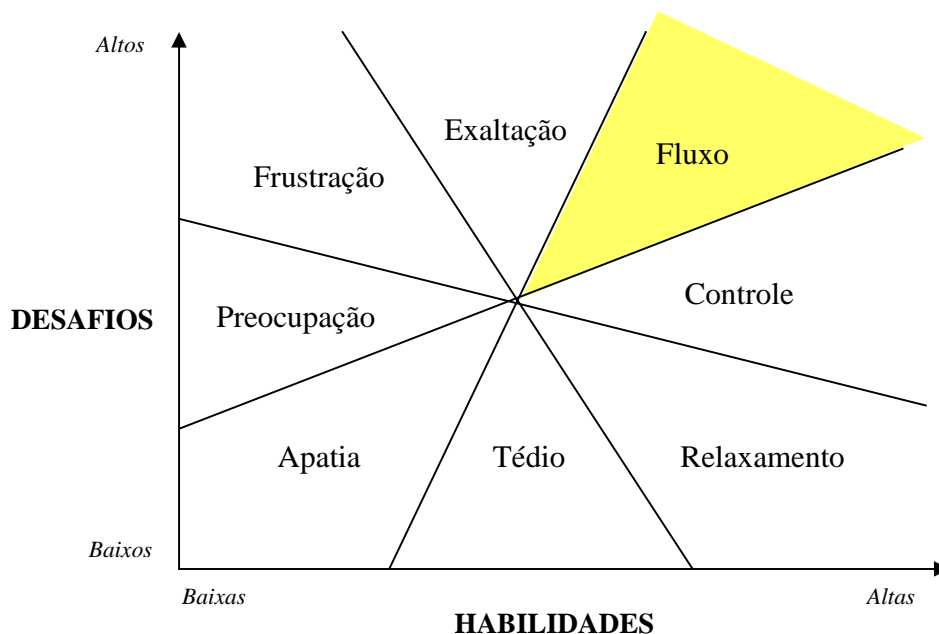 Altos
Exaltação
Fluxo
Frustração
Controle
DESAFIOS
Preocupação
Apatia
Tédio
Relaxamento
Baixos
Baixas
Altas
HABILIDADES